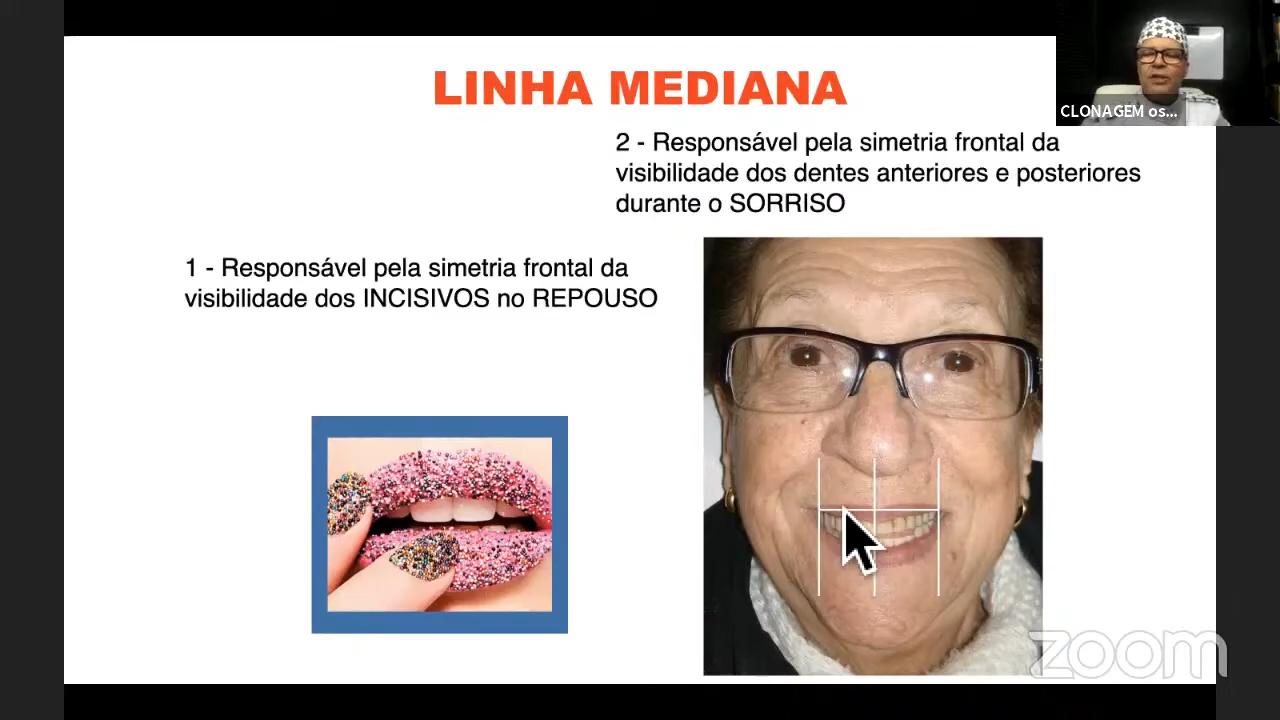 LINHA MEDIANA
CLONAGEM os...
2 - Responsável pela simetria frontal da
visibilidade dos dentes anteriores e posteriores
durante o SORRISO
1 - Responsável pela simetria frontal da
visibilidade dos INCISIVOS no REPOUSO
zoom